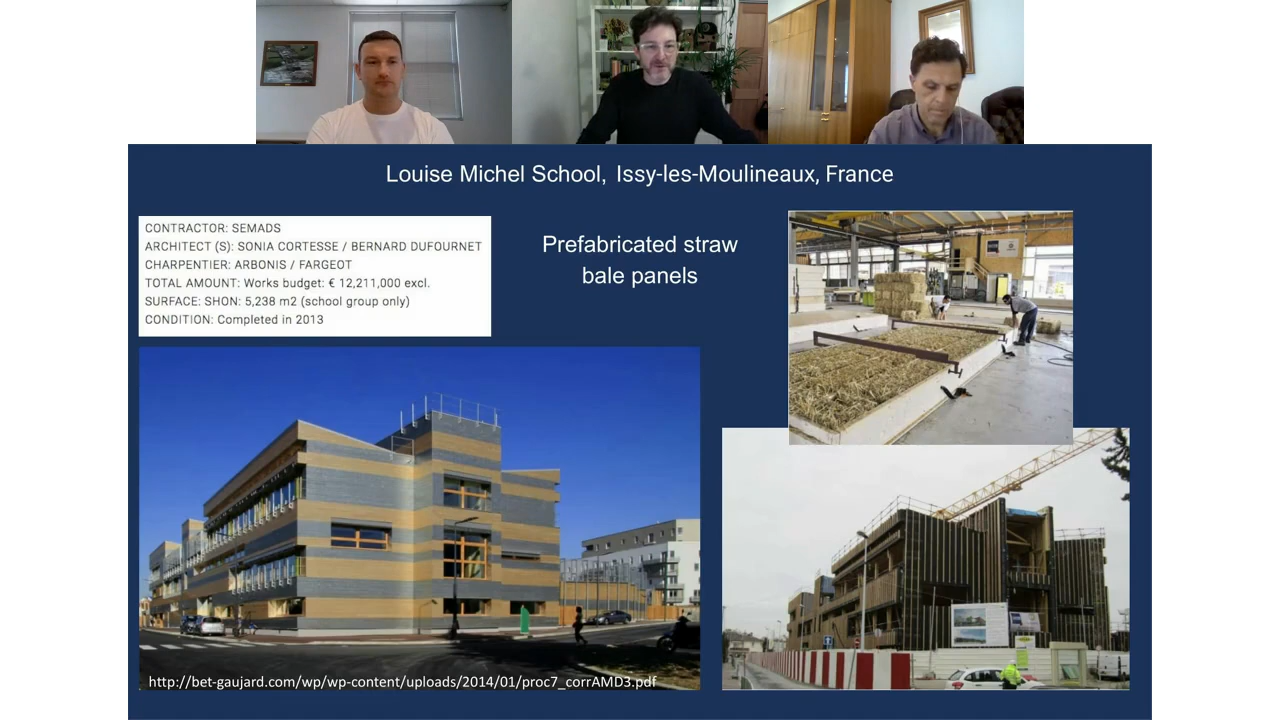 Louise Michel School, Issy-les-Moulineaux, France
CONTRACTOR: SEMADS
ARCHITECT (S): SONIA CORTESSE / BERNARD DUFOURNET
CHARPENTIER: ARBONIS / FARGEOT
TOTAL AMOUNT: Works budget: € 12,211,000 excl.
SURFACE: SHON: 5,238 m2 (school group only)
CONDITION: Completed in 2013
Prefabricated straw
bale panels
http://bet-gaujard.com/wp/wp-content/uploads/2014/01/proc7_corrAMD3.pdf